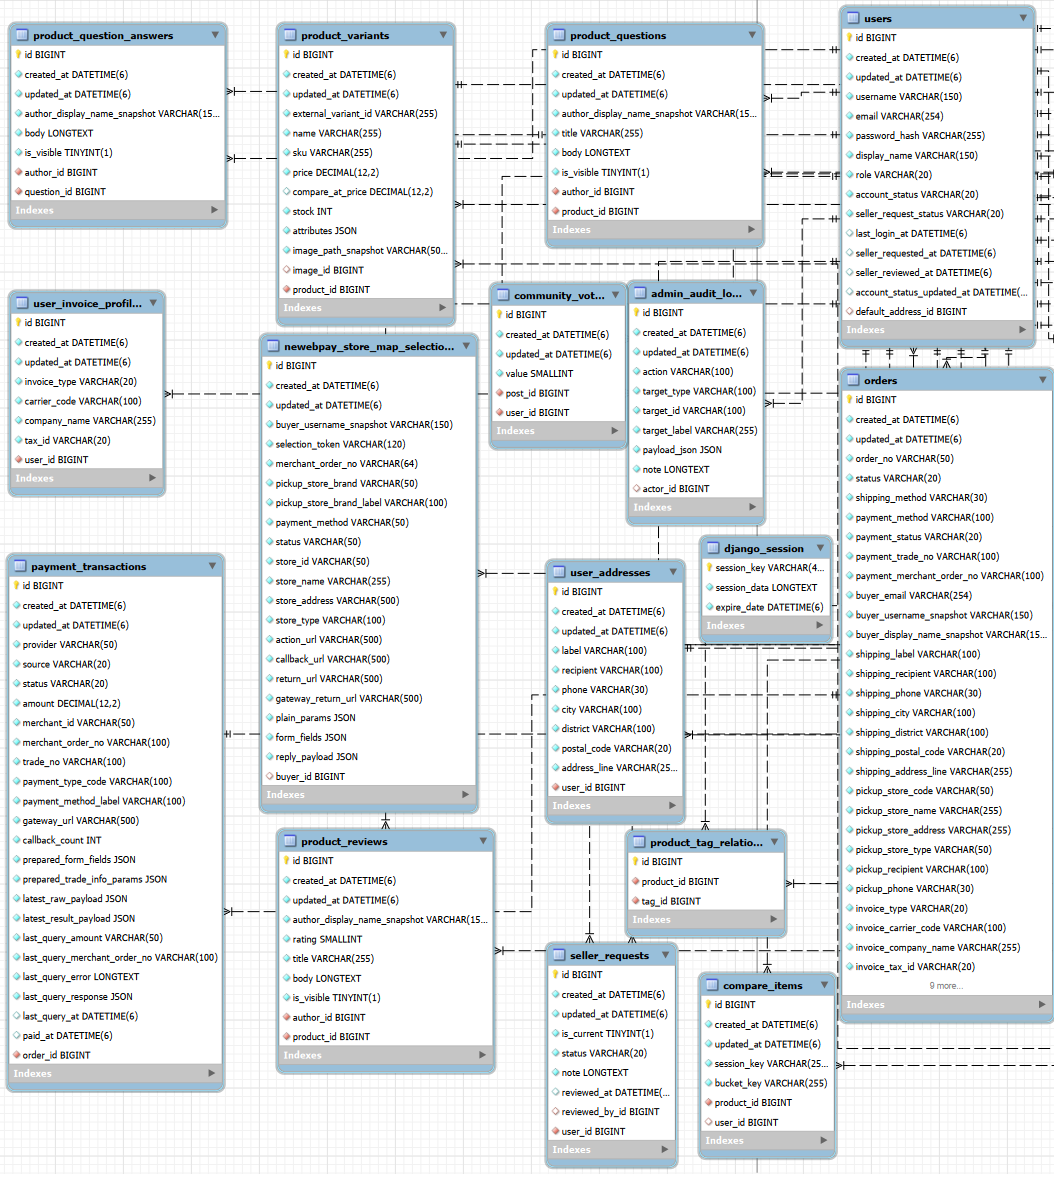 product_question_answers
id BIGINT
created_at DATETIME(6)
updated_at DATETIME(6)
author_display_name_snapshot VARCHAR(15...
body LONGTEXT
is_visible TINYINT(1)
author_id BIGINT
question_id BIGINT
Indexes
product_variants
id BIGINT
created_at DATETIME(6)
updated_at DATETIME(6)
external_variant_id VARCHAR(255)
name VARCHAR(255)
sku VARCHAR(255)
price DECIMAL(12,2)
compare_at_price DECIMAL(12,2)
stock INT
attributes JSON
image_path_snapshot VARCHAR(50...
image_id BIGINT
product_id BIGINT
Indexes
product_questions
id BIGINT
created_at DATETIME(6)
updated_at DATETIME(6)
author_display_name_snapshot VARCHAR(15...
title VARCHAR(255)
body LONGTEXT
is_visible TINYINT(1)
author_id BIGINT
product_id BIGINT
Indexes
users
id BIGINT
created_at DATETIME(6)
updated_at DATETIME(6)
username VARCHAR(150)
email VARCHAR(254)
password_hash VARCHAR(255)
display_name VARCHAR(150)
role VARCHAR(20)
account_status VARCHAR(20)
seller_request_status VARCHAR(20)
last_login_at DATETIME(6)
seller_requested_at DATETIME(6)
seller_reviewed_at DATETIME(6)
account_status_updated_at DATETIME(...
default_address_id BIGINT
Indexes
user_invoice_profil...
id BIGINT
created_at DATETIME(6)
updated_at DATETIME(6)
invoice_type VARCHAR(20)
carrier_code VARCHAR(100)
company_name VARCHAR(255)
tax_id VARCHAR(20)
user_id BIGINT
Indexes
newebpay_store_map_selectio...
id BIGINT
created_at DATETIME(6)
updated_at DATETIME(6)
buyer_username_snapshot VARCHAR(150)
selection_token VARCHAR(120)
merchant_order_no VARCHAR(64)
pickup_store_brand VARCHAR(50)
pickup_store_brand_label VARCHAR(100)
payment_method VARCHAR(50)
status VARCHAR(50)
store_id VARCHAR(50)
store_name VARCHAR(255)
store_address VARCHAR(500)
store_type VARCHAR(100)
action_url VARCHAR(500)
callback_url VARCHAR(500)
return_url VARCHAR(500)
gateway_return_url VARCHAR(500)
plain_params JSON
form_fields JSON
reply_payload JSON
buyer_id BIGINT
Indexes
community_vot...
id BIGINT
created_at DATETIME(6)
updated_at DATETIME(6)
value SMALLINT
post_id BIGINT
user_id BIGINT
Indexes
admin_audit_lo...
id BIGINT
created_at DATETIME(6)
updated_at DATETIME(6)
action VARCHAR(100)
target_type VARCHAR(100)
target_id VARCHAR(100)
target_label VARCHAR(255)
payload_json JSON
note LONGTEXT
actor_id BIGINT
Indexes
orders
id BIGINT
created_at DATETIME(6)
updated_at DATETIME(6)
order_no VARCHAR(50)
status VARCHAR(20)
shipping_method VARCHAR(30)
payment_method VARCHAR(100)
payment_status VARCHAR(20)
payment_trade_no VARCHAR(100)
payment_merchant_order_no VARCHAR(100)
buyer_email VARCHAR(254)
buyer_username_snapshot VARCHAR(150)
buyer_display_name_snapshot VARCHAR(15...
shipping_label VARCHAR(100)
shipping_recipient VARCHAR(100)
shipping_phone VARCHAR(30)
shipping_city VARCHAR(100)
shipping_district VARCHAR(100)
shipping_postal_code VARCHAR(20)
shipping_address_line VARCHAR(255)
pickup_store_code VARCHAR(50)
pickup_store_name VARCHAR(255)
pickup_store_address VARCHAR(255)
pickup_store_type VARCHAR(50)
pickup_recipient VARCHAR(100)
pickup_phone VARCHAR(30)
invoice_type VARCHAR(20)
invoice_carrier_code VARCHAR(100)
invoice_company_name VARCHAR(255)
invoice_tax_id VARCHAR(20)
9 more...
Indexes
payment_transactions
id BIGINT
created_at DATETIME(6)
updated_at DATETIME(6)
provider VARCHAR(50)
source VARCHAR(20)
status VARCHAR(20)
amount DECIMAL(12,2)
merchant_id VARCHAR(50)
merchant_order_no VARCHAR(100)
trade_no VARCHAR(100)
payment_type_code VARCHAR(100)
payment_method_label VARCHAR(100)
gateway_url VARCHAR(500)
callback_count INT
prepared_form_fields JSON
prepared_trade_info_params JSON
latest_raw_payload JSON
latest_result_payload JSON
last_query_amount VARCHAR(50)
last_query_merchant_order_no VARCHAR(100)
last_query_error LONGTEXT
last_query_response JSON
last_query_at DATETIME(6)
paid_at DATETIME(6)
order_id BIGINT
Indexes
user_addresses
id BIGINT
created_at DATETIME(6)
updated_at DATETIME(6)
label VARCHAR(100)
recipient VARCHAR(100)
phone VARCHAR(30)
city VARCHAR(100)
district VARCHAR(100)
postal_code VARCHAR(20)
address_line VARCHAR(25...
user_id BIGINT
Indexes
django_session
session_key VARCHAR(4...
session_data LONGTEXT
expire_date DATETIME(6)
Indexes
product_reviews
id BIGINT
created_at DATETIME(6)
updated_at DATETIME(6)
author_display_name_snapshot VARCHAR(15...
rating SMALLINT
title VARCHAR(255)
body LONGTEXT
is_visible TINYINT(1)
author_id BIGINT
product_id BIGINT
Indexes
product_tag_relatio...
id BIGINT
product_id BIGINT
tag_id BIGINT
Indexes
seller_requests
id BIGINT
created_at DATETIME(6)
updated_at DATETIME(6)
is_current TINYINT(1)
status VARCHAR(20)
note LONGTEXT
reviewed_at DATETIME(...
reviewed_by_id BIGINT
user_id BIGINT
Indexes
compare_items
id BIGINT
created_at DATETIME(6)
updated_at DATETIME(6)
session_key VARCHAR(25...
bucket_key VARCHAR(255)
product_id BIGINT
user_id BIGINT
Indexes